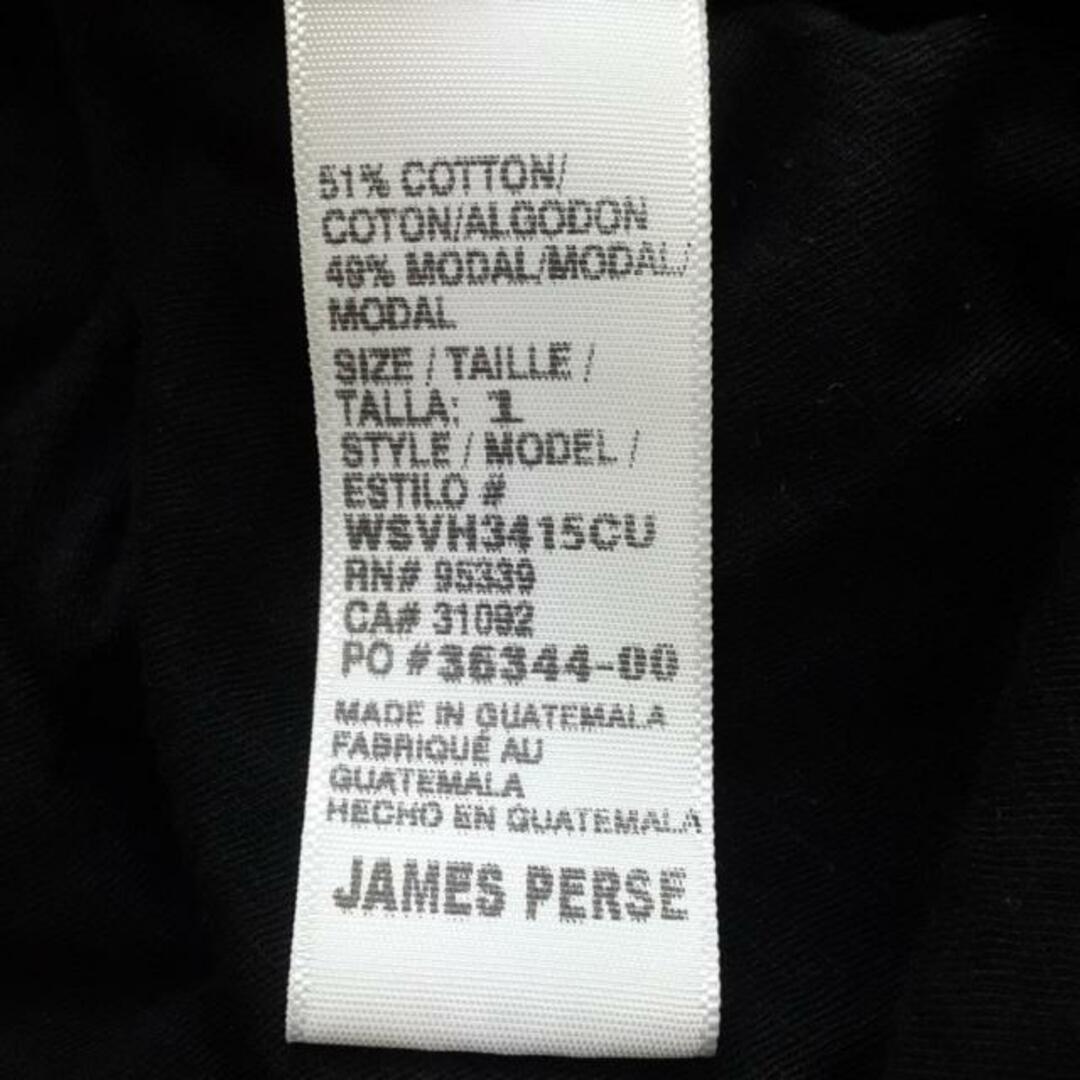 51% COTTON/
COTON/ALGODON
49% MODAL/MODAL/
MODAL
SIZE / TAILLE /
TALLA: 1
STYLE / MODEL /
ESTILO #
WSVH3415CU
RN# 95339
CA# 31092
PO #36344-00
MADE IN GUATEMALA
FABRIQUÉ AU
GUATEMALA
HECHO EN GUATEMALA
JAMES PERSE